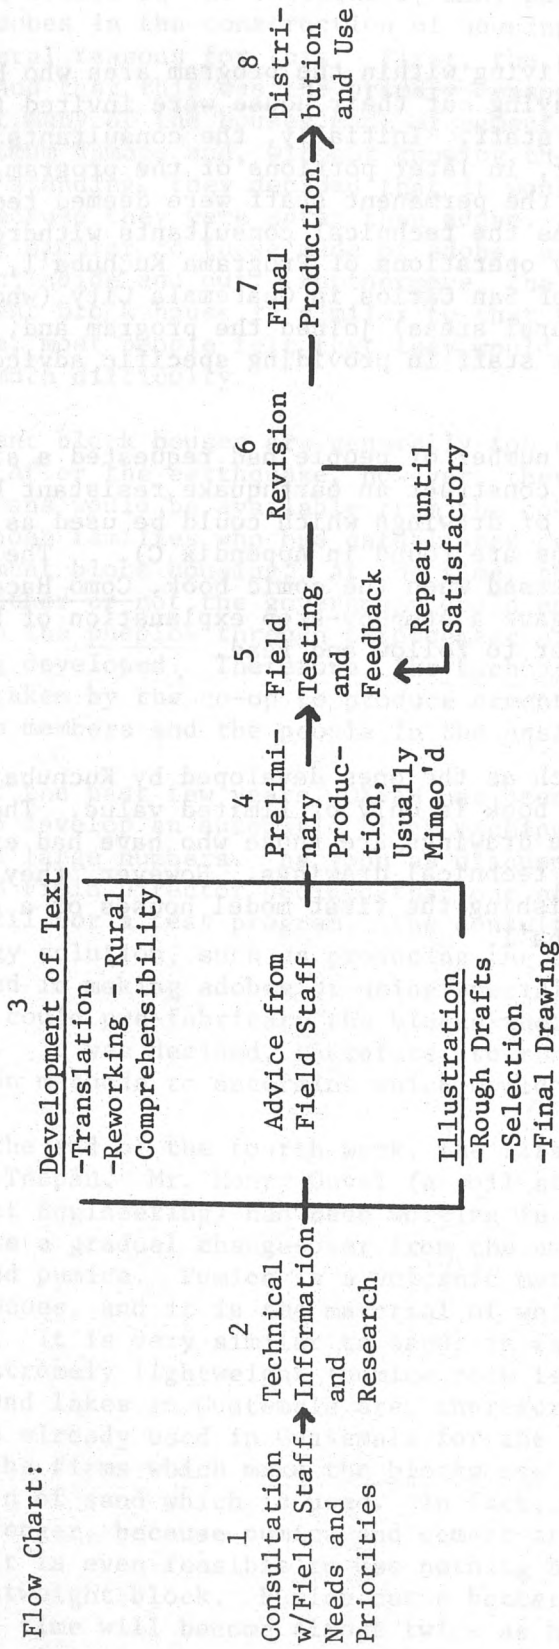 Flow Chart:
1
Consultation
w/Field Staff
Needs and
Priorities
2
Technical
Information
and
Research
3
Development of Text
-Translation
-Reworking - Rural
Comprehensibility
Advice from
Field Staff
Illusttation
-Rough Drafts
-Selection
-Final Drawing
4
Prelimi-
nary
Produc-
tion,
Usually
Mimeo'd
5
Field
Testing
and
Feedback
6
Revition
Repeat until
Satisfactory
7
Final
Production
8
Distri-
bution
and Use